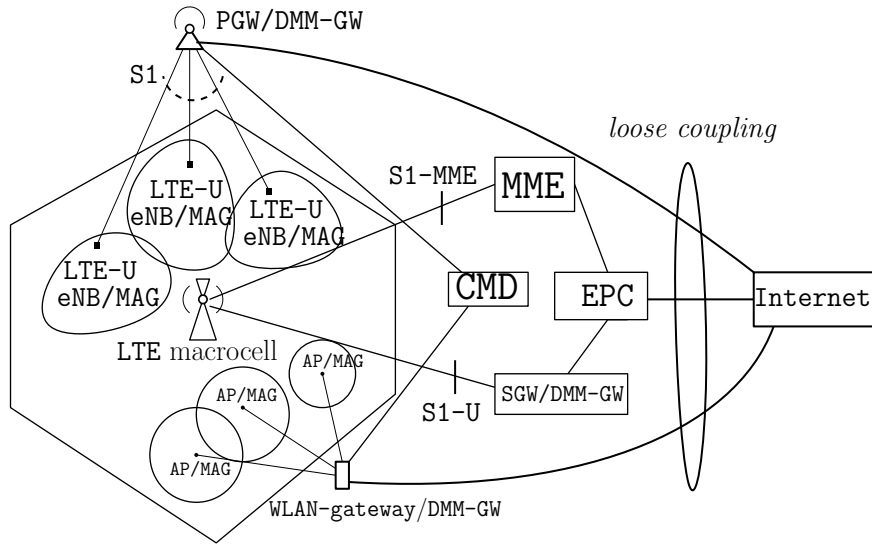 PGW/DMM-GW
S1
loose coupling
S1-MME
MME
LTE-U
eNB/MAG
LTE-U
eNB/MAG
LTE-U
eNB/MAG
CMD
EPC
Internet
LTE macrocell
AP/MAG
AP/MAG
SGW/DMM-GW
S1-U
AP/MAG
WLAN-gateway/DMM-GW